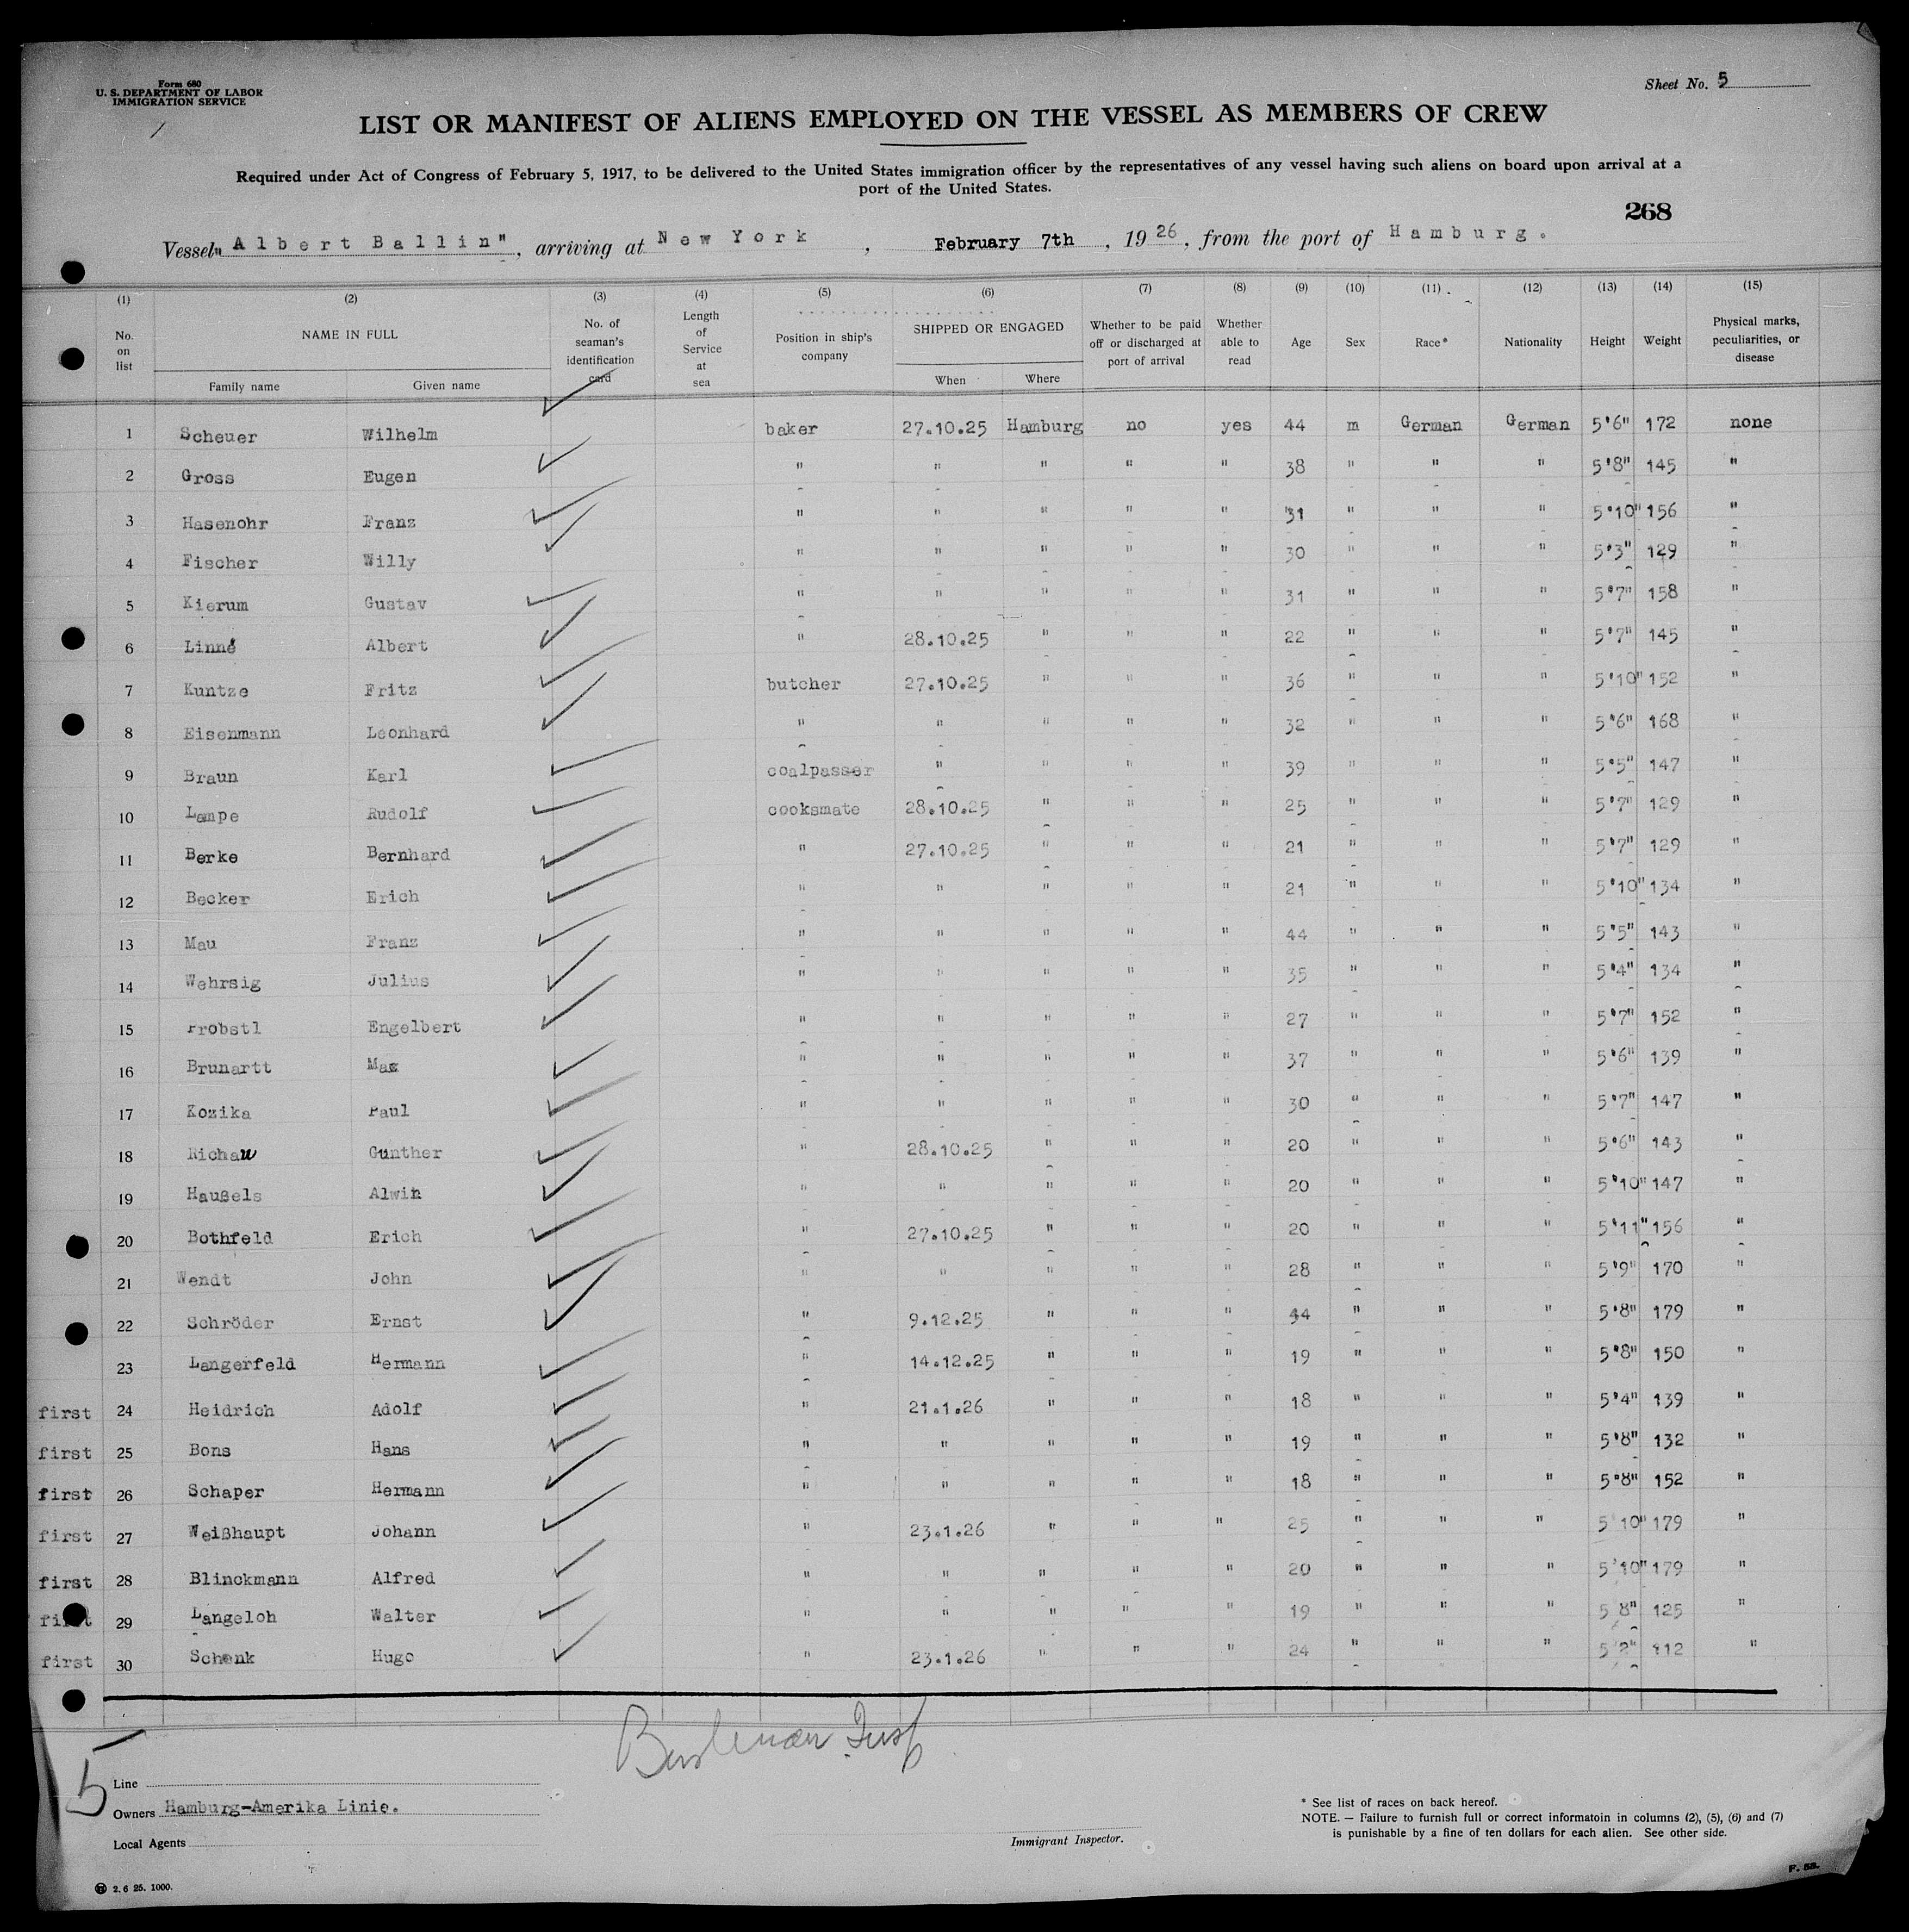 Form 680
U. S. DEPARTMENT OF LABOR
IMMIGRATION SERVICE
Sheet No. 5
LIST OR MANIFEST OF ALIENS EMPLOYED ON THE VESSEL AS MEMBERS OF CREW
Required under Act of Congress of February 5, 1917, to be delivered to the United States immigration officer by the representatives of any vessel having such aliens on board upon arrival at a
port of the United States.
268
Vessel "Albert Ballin", arriving at New York, February 7th, 1926, from the port of Hamburg.
(1) (2) (3) (4) (5) (6) (7) (8) (9) (10) (11) (12) (13) (14) (15)
No. on list NAME IN FULL Family name Given name No. of seaman's identification card Length of Service at sea Position in ship's company SHIPPED OR ENGAGED When Where Whether to be paid off or discharged at port of arrival Whether able to read Age Sex Race* Nationality Height Weight Physical marks, peculiarities, or disease
1 Scheuer Wilhelm baker 27.10.25 Hamburg no yes 44 m German German 5'6" 172 none
2 Gross Eugen " " " " " 38 " " " 5'8" 145 "
3 Hasenohr Franz " " " " " 31 " " " 5'10" 156 "
4 Fischer Willy " " " " " 30 " " " 5'3" 129 "
5 Kierum Gustav " " " " " 31 " " " 5'7" 158 "
6 Linné Albert " 28.10.25 " " " 22 " " " 5'7" 145 "
7 Kuntze Fritz butcher 27.10.25 " " " 36 " " " 5'10" 152 "
8 Eisenmann Leonhard " " " " " 32 " " " 5'6" 168 "
9 Braun Karl coalpasser " " " " 39 " " " 5'5" 147 "
10 Lampe Rudolf cooksmate 28.10.25 " " " 25 " " " 5'7" 129 "
11 Berke Bernhard " 27.10.25 " " " 21 " " " 5'7" 129 "
12 Becker Erich " " " " " 21 " " " 5'10" 134 "
13 Mau Franz " " " " " 44 " " " 5'5" 143 "
14 Wehrsig Julius " " " " " 35 " " " 5'4" 134 "
15 Probstl Engelbert " " " " " 27 " " " 5'7" 152 "
16 Brunartt Max " " " " " 37 " " " 5'6" 139 "
17 Kozika Paul " " " " " 30 " " " 5'7" 147 "
18 Richau Gunther " 28.10.25 " " " 20 " " " 5'6" 143 "
19 Haußels Alwin " " " " " 20 " " " 5'10" 147 "
20 Bothfeld Erich " 27.10.25 " " " 20 " " " 5'11" 156 "
21 Wendt John " " " " " 28 " " " 5'9" 170 "
22 Schröder Ernst " 9.12.25 " " " 44 " " " 5'8" 179 "
23 Langerfeld Hermann " 14.12.25 " " " 19 " " " 5'8" 150 "
first 24 Heidrich Adolf " 21.1.26 " " " 18 " " " 5'4" 139 "
first 25 Bons Hans " " " " " 19 " " " 5'8" 132 "
first 26 Schaper Hermann " " " " " 18 " " " 5'8" 152 "
first 27 Weißhaupt Johann " 23.1.26 " " " 25 " " " 5'10" 179 "
first 28 Blinckmann Alfred " " " " " 20 " " " 5'10" 179 "
first 29 Langeloh Walter " " " " " 19 " " " 5'8" 125 "
first 30 Schenk Hugo " 23.1.26 " " " 24 " " " 5'2" 112 "
5
Line
Owners Hamburg-Amerika Linie.
Local Agents
Immigrant Inspector.
* See list of races on back hereof.
NOTE. — Failure to furnish full or correct informatoin in columns (2), (5), (6) and (7)
is punishable by a fine of ten dollars for each alien. See other side.
2. 6 25. 1000.
F. 58.